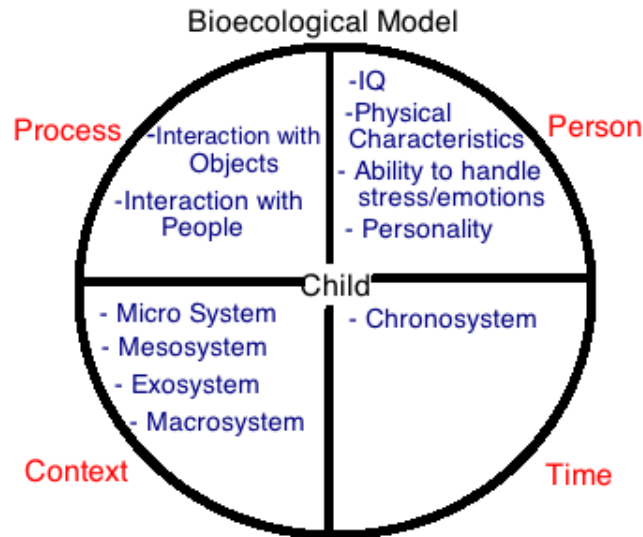 Bioecological Model
Process
-Interaction with
Objects
-Interaction with
People
Person
-IQ
-Physical
Characteristics
- Ability to handle
stress/emotions
- Personality
Child
Context
- Micro System
- Mesosystem
- Exosystem
- Macrosystem
Time
- Chronosystem